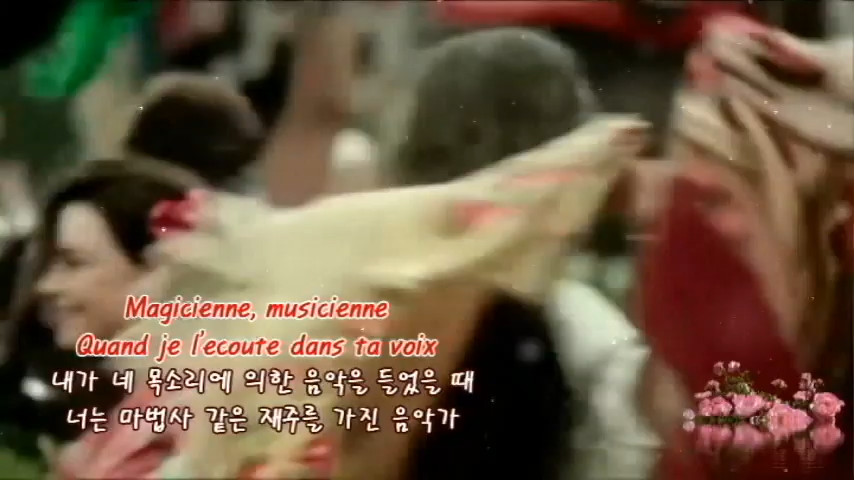 Magicienne, musicienne
Quand je l'ecoute dans ta voix
내가 네 목소리에 의한 음악을 들었을 때
너는 마법사 같은 재주를 가진 음악가